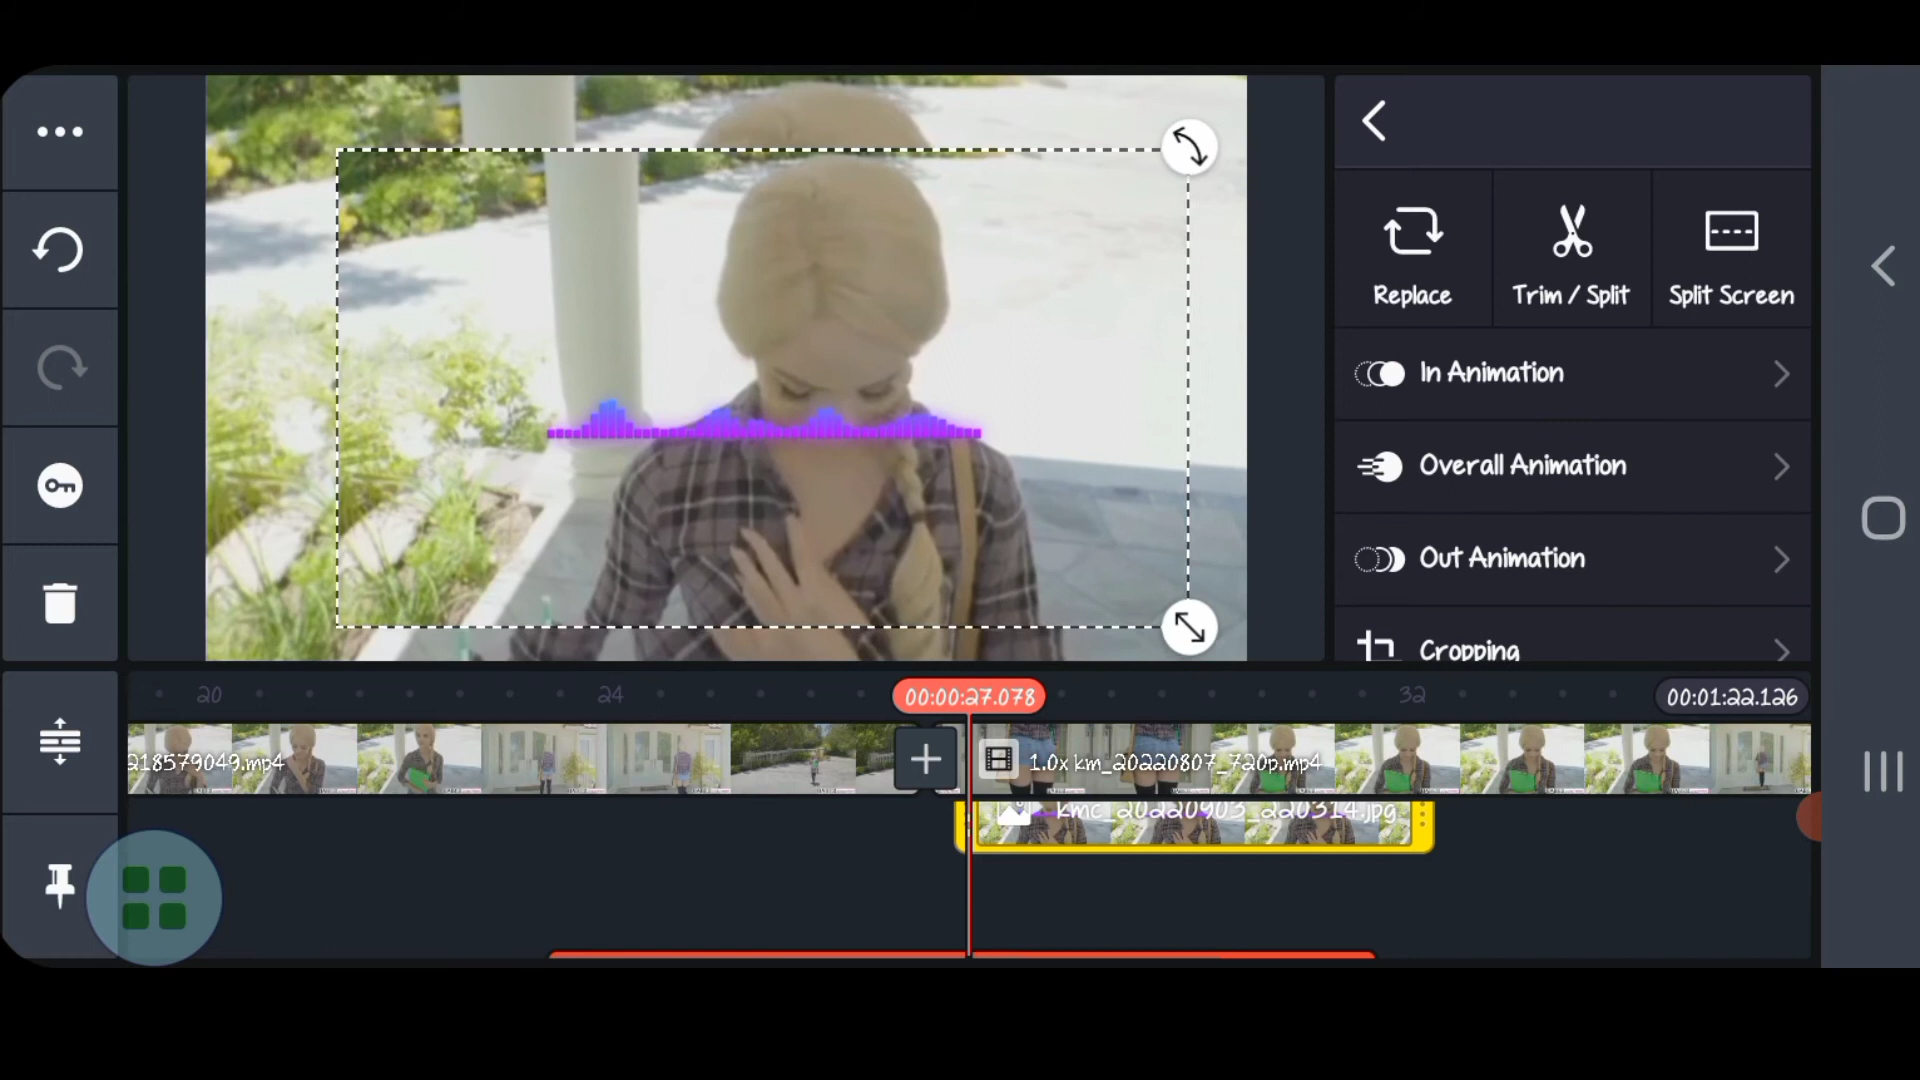 Replace
Trim / Split
Split Screen
In Animation
Overall Animation
Out Animation
Cropping
20
24
00:00:27.078
32
00:01:22.126
218579049.mp4
1.0x km_20220807_720p.mp4
kmc_20220903_220314.jpg